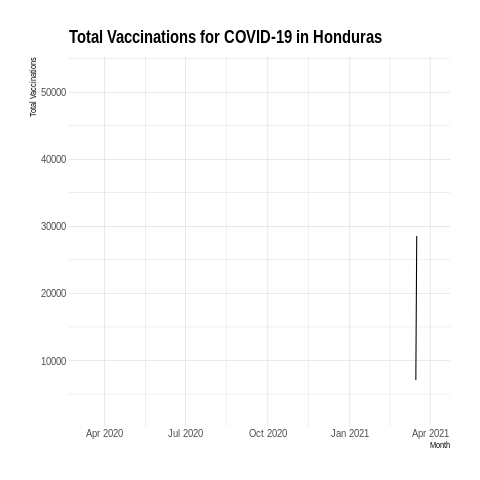 Total Vaccinations for COVID-19 in Honduras
Total Vaccinations
50000
40000
30000
20000
10000
Apr 2020 Jul 2020 Oct 2020 Jan 2021 Apr 2021
Month